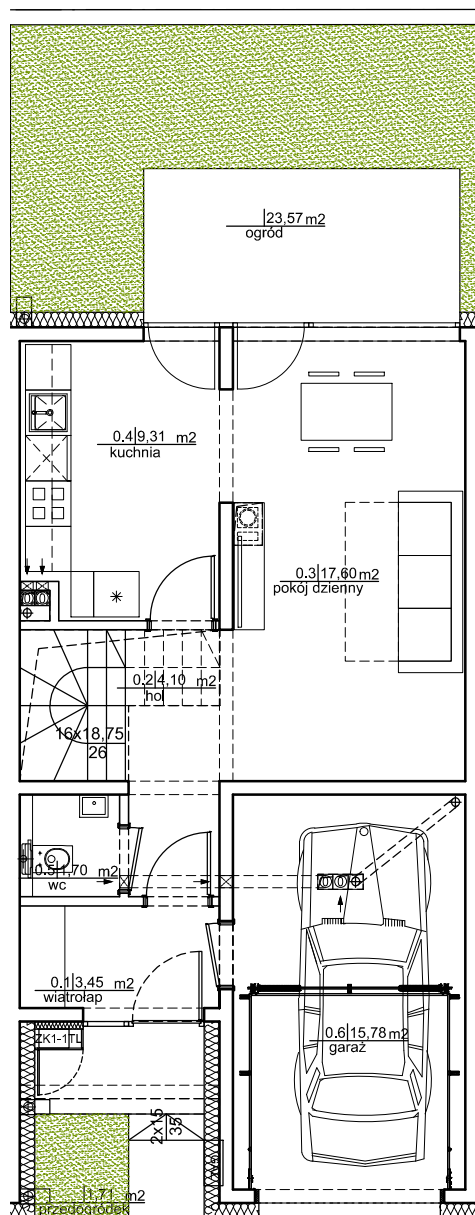 23,57 m2
ogród
0.4 9,31 m2
kuchnia
0.3 17,60 m2
pokój dzienny
0.2 4,10 m2
hol
16x18,75
26
0.5 1,70 m2
wc
0.1 3,45 m2
wiatrołap
0.6 15,78 m2
garaż
ZK1-1TL
2x15
35
1,71 m2
przedogródek